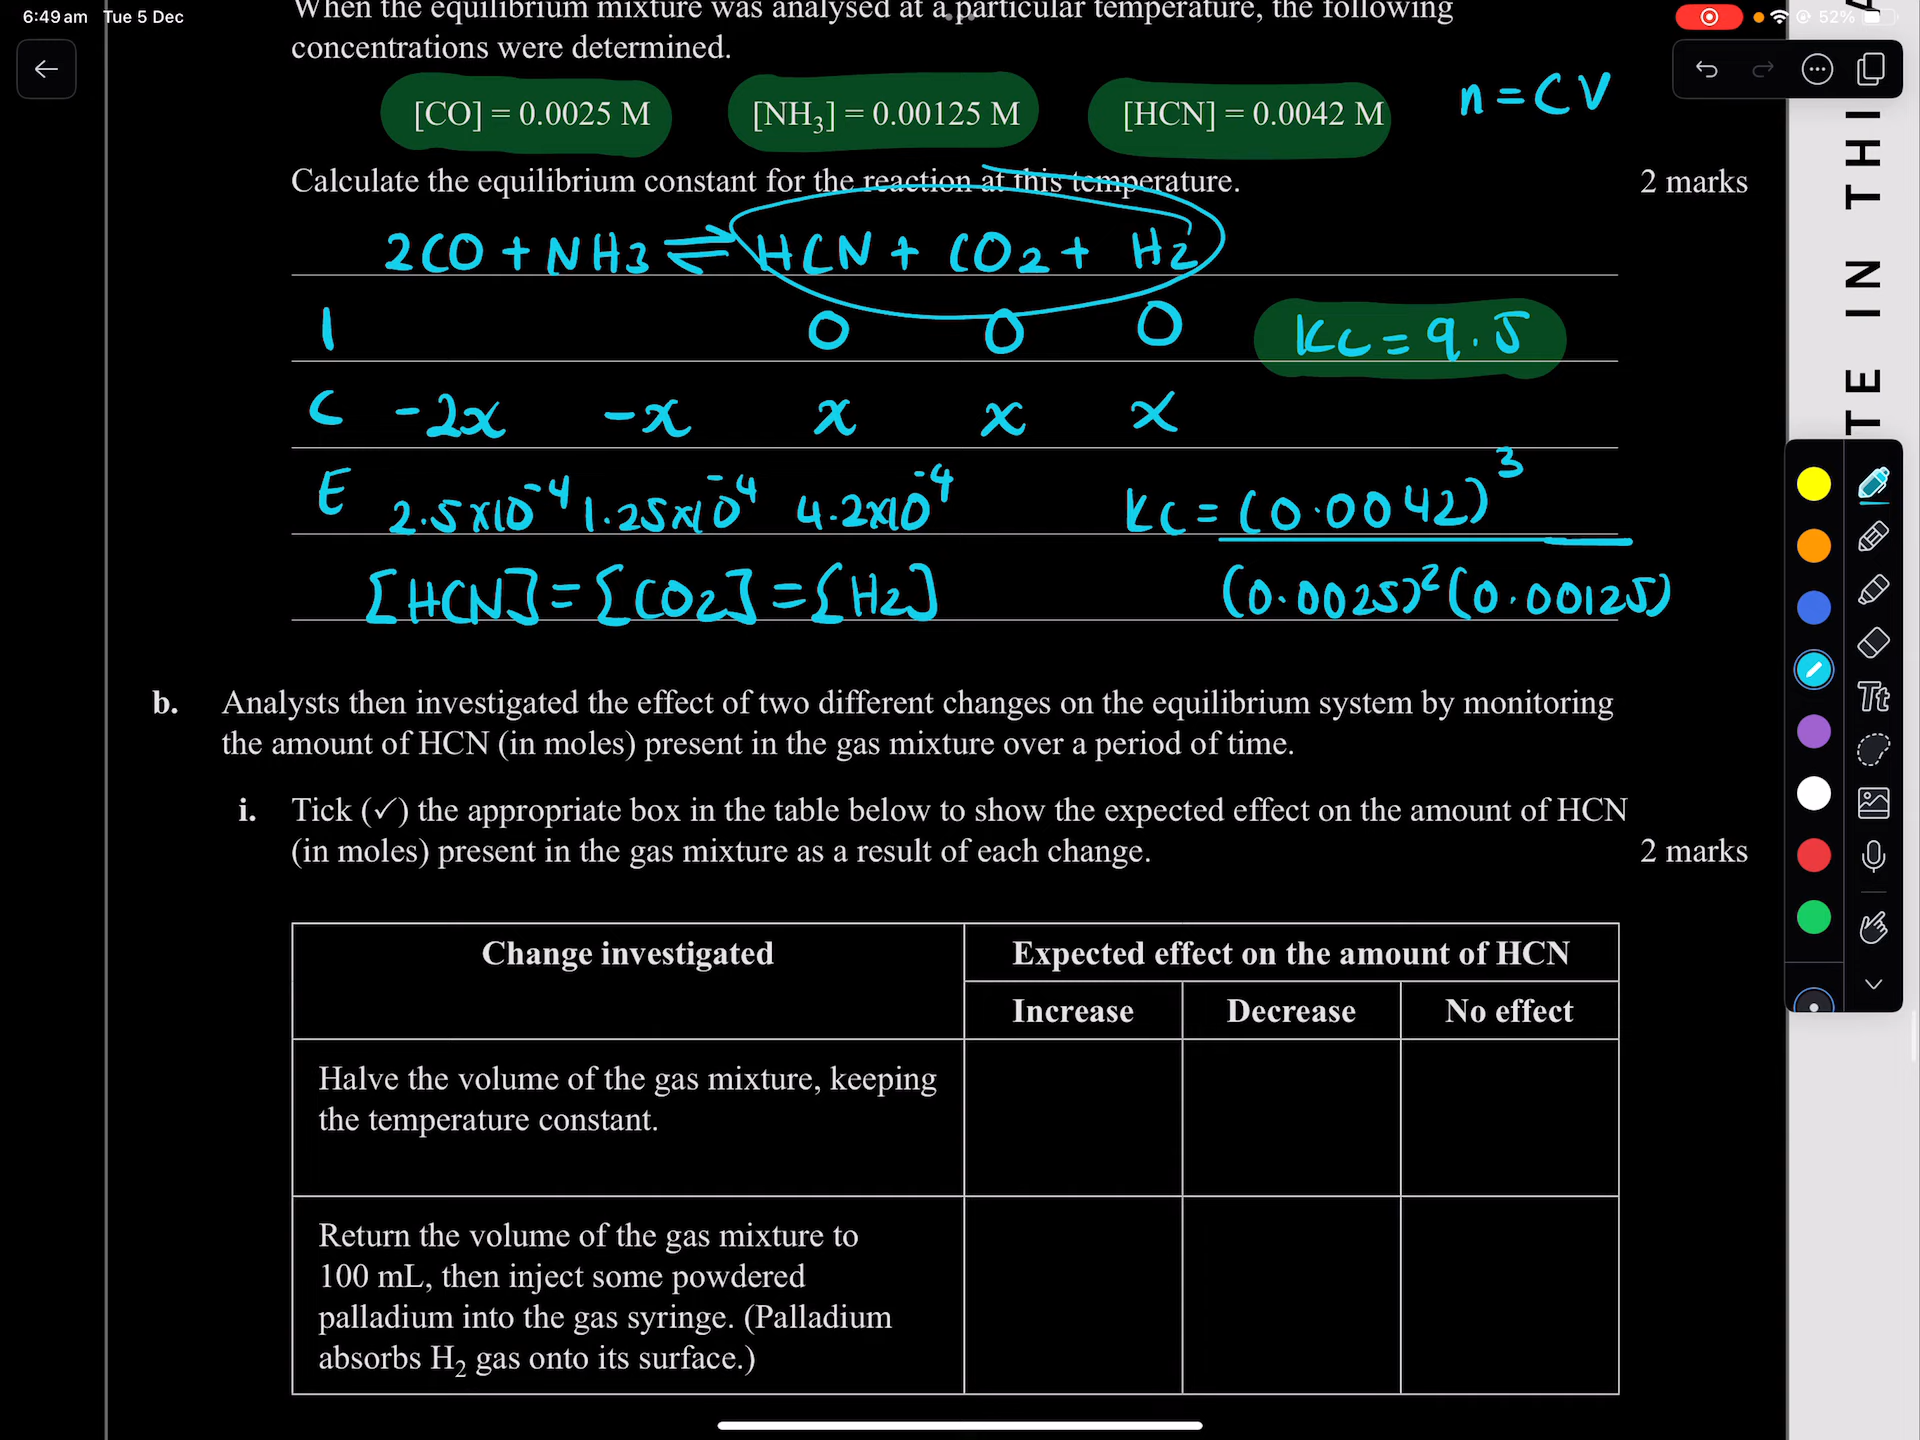 6:49 am Tue 5 Dec
52%
When the equilibrium mixture was analysed at a particular temperature, the following
concentrations were determined.
[CO] = 0.0025 M [NH₃] = 0.00125 M [HCN] = 0.0042 M
n = CV
Calculate the equilibrium constant for the reaction at this temperature. 2 marks
2CO + NH3 ⇌ HCN + CO2 + H2
I 0 0 0
Kc = 9.5
C -2x -x x x x
E 2.5x10⁻⁴ 1.25x10⁻⁴ 4.2x10⁻⁴
Kc = (0.0042)³
[HCN] = [CO2] = [H2]
(0.0025)² (0.00125)
b. Analysts then investigated the effect of two different changes on the equilibrium system by monitoring
the amount of HCN (in moles) present in the gas mixture over a period of time.
i. Tick (✓) the appropriate box in the table below to show the expected effect on the amount of HCN
(in moles) present in the gas mixture as a result of each change. 2 marks
Change investigated
Expected effect on the amount of HCN
Increase Decrease No effect
Halve the volume of the gas mixture, keeping
the temperature constant.
Return the volume of the gas mixture to
100 mL, then inject some powdered
palladium into the gas syringe. (Palladium
absorbs H₂ gas onto its surface.)
TE IN THI
Tt